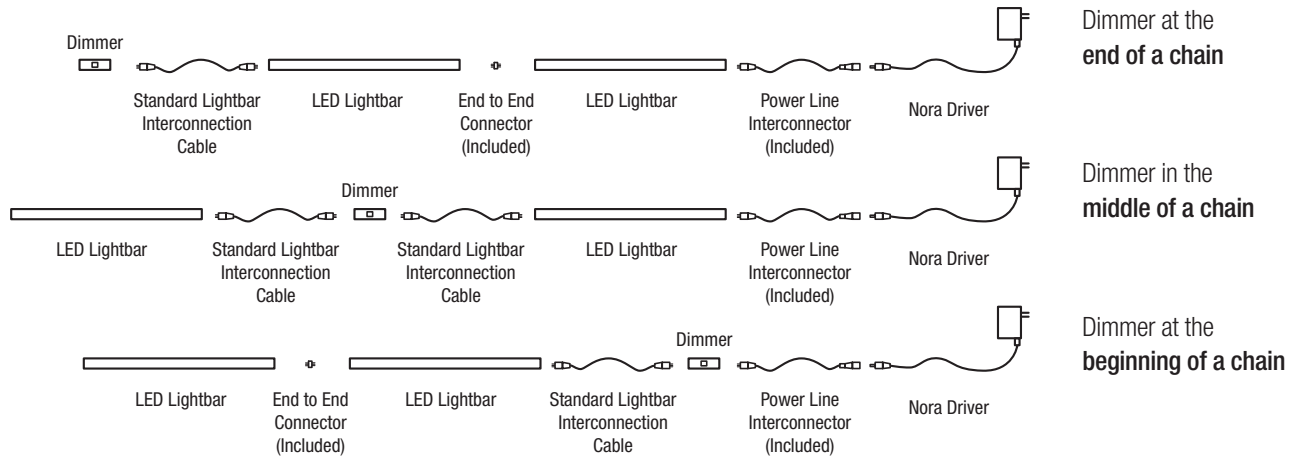 Dimmer at the
end of a chain
Dimmer
Standard Lightbar
Interconnection
Cable
LED Lightbar
End to End
Connector
(Included)
LED Lightbar
Power Line
Interconnector
(Included)
Nora Driver
Dimmer in the
middle of a chain
Dimmer
LED Lightbar
Standard Lightbar
Interconnection
Cable
Standard Lightbar
Interconnection
Cable
LED Lightbar
Power Line
Interconnector
(Included)
Nora Driver
Dimmer at the
beginning of a chain
Dimmer
LED Lightbar
End to End
Connector
(Included)
LED Lightbar
Standard Lightbar
Interconnection
Cable
Power Line
Interconnector
(Included)
Nora Driver